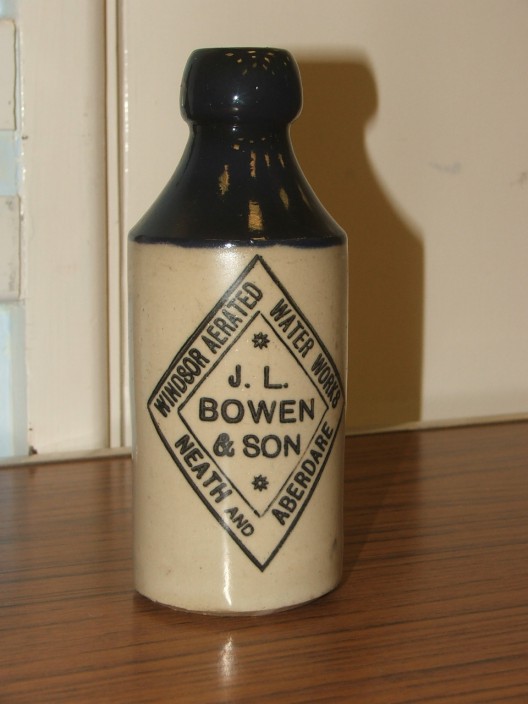 WINDSOR AERATED
WATER WORKS
J. L.
BOWEN
& SON
NEATH AND
ABERDARE